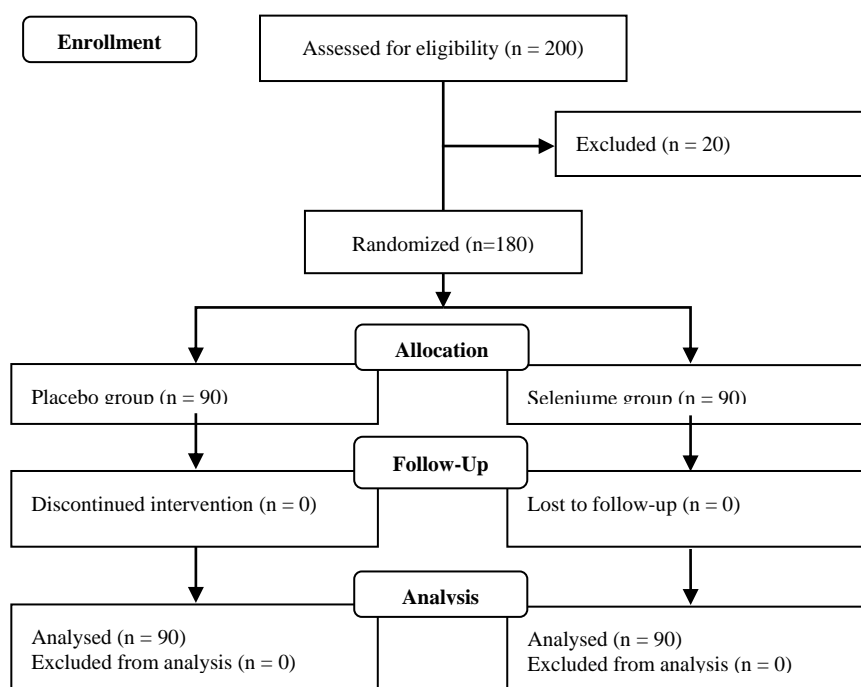 Enrollment
Assessed for eligibility (n = 200)
Excluded (n = 20)
Randomized (n=180)
Allocation
Placebo group (n = 90)
Seleniume group (n = 90)
Follow-Up
Discontinued intervention (n = 0)
Lost to follow-up (n = 0)
Analysis
Analysed (n = 90)
Excluded from analysis (n = 0)
Analysed (n = 90)
Excluded from analysis (n = 0)